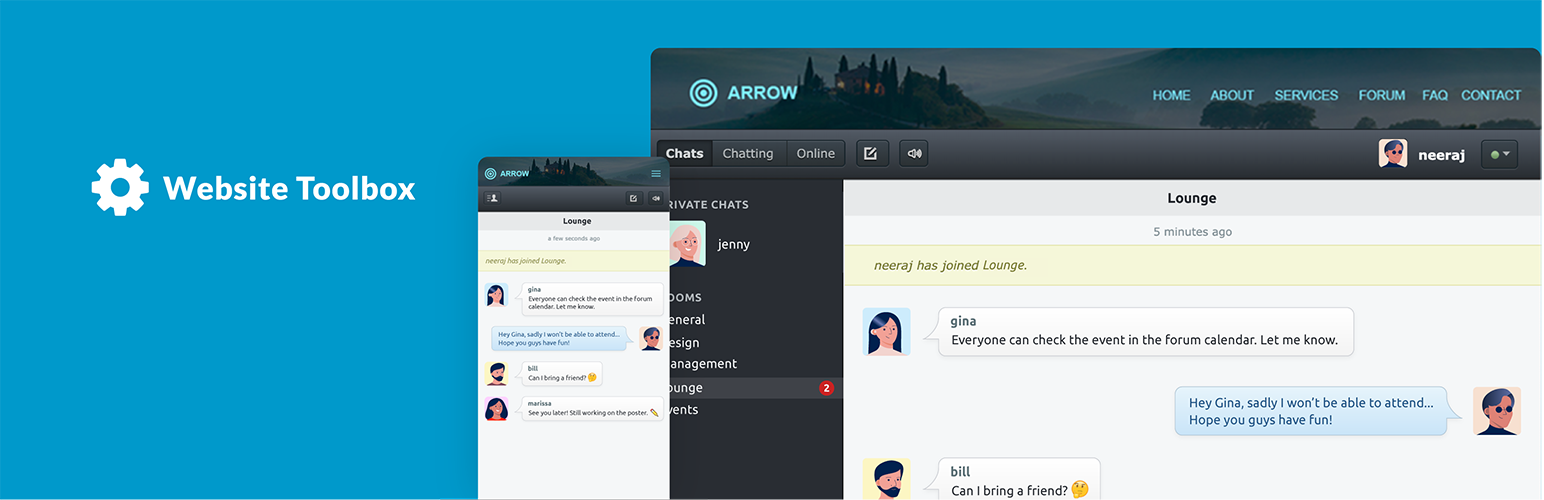 Website Toolbox
ARROW
Lounge
a few seconds ago
neeraj has joined Lounge.
gina
Everyone can check the event in the forum
calendar. Let me know.
Hey Gina, sadly I won't be able to attend...
Hope you guys have fun!
bill
Can I bring a friend? 🤔
marissa
See you later! Still working on the poster. ✏️
ARROW
HOME ABOUT SERVICES FORUM FAQ CONTACT
Chats Chatting Online
neeraj
RIVATE CHATS
jenny
OOMS
eneral
esign
anagement
ounge 2
vents
Lounge
5 minutes ago
neeraj has joined Lounge.
gina
Everyone can check the event in the forum calendar. Let me know.
Hey Gina, sadly I won't be able to attend...
Hope you guys have fun!
bill
Can I bring a friend? 🤔